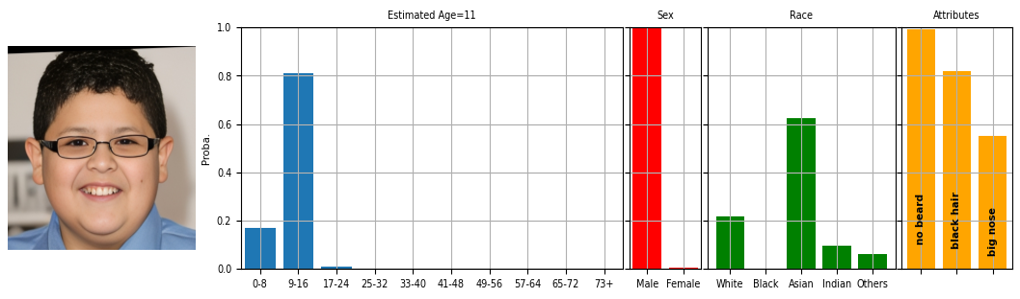 Estimated Age=11
Sex
Race
Attributes
Proba.
1.0
0.8
0.6
0.4
0.2
0.0
0-8 9-16 17-24 25-32 33-40 41-48 49-56 57-64 65-72 73+
Male Female
White Black Asian Indian Others
no beard
black hair
big nose